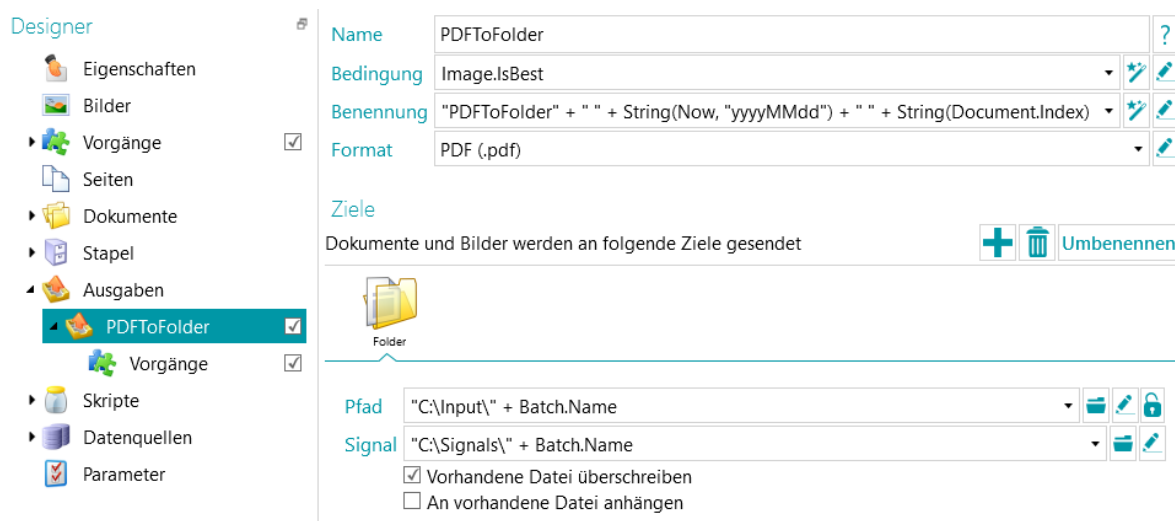 Designer
Eigenschaften
Bilder
Vorgänge
Seiten
Dokumente
Stapel
Ausgaben
PDFToFolder
Vorgänge
Skripte
Datenquellen
Parameter
Name PDFToFolder ?
Bedingung Image.IsBest
Benennung "PDFToFolder" + " " + String(Now, "yyyyMMdd") + " " + String(Document.Index)
Format PDF (.pdf)
Ziele
Dokumente und Bilder werden an folgende Ziele gesendet Umbenennen
Folder
Pfad "C:\Input\" + Batch.Name
Signal "C:\Signals\" + Batch.Name
Vorhandene Datei überschreiben
An vorhandene Datei anhängen